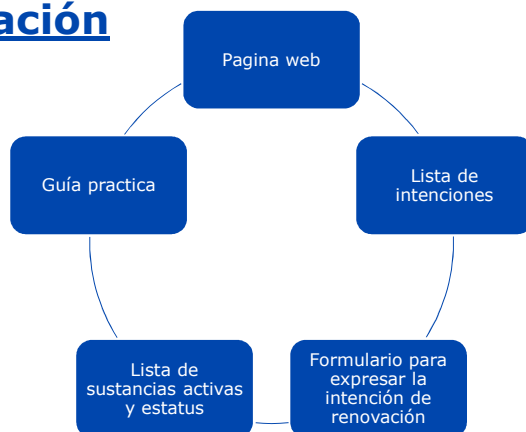 ación
Pagina web
Lista de
intenciones
Formulario para
expresar la
intención de
renovación
Lista de
sustancias activas
y estatus
Guía practica